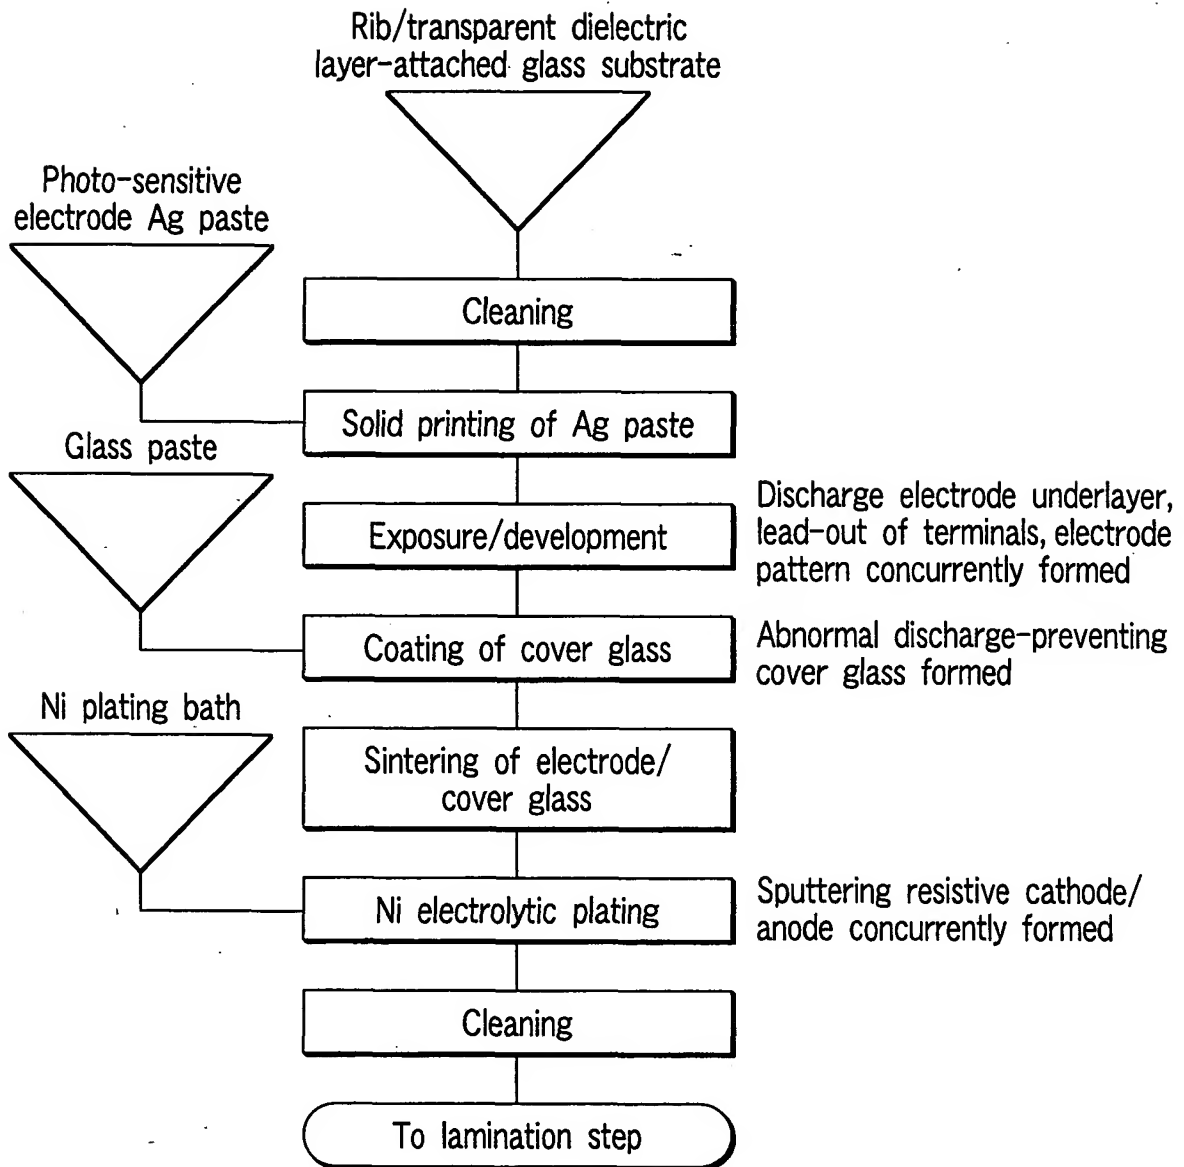 Rib/transparent dielectric
layer-attached glass substrate
Photo-sensitive
electrode Ag paste
Cleaning
Solid printing of Ag paste
Glass paste
Exposure/development
Discharge electrode underlayer,
lead-out of terminals, electrode
pattern concurrently formed
Coating of cover glass
Abnormal discharge-preventing
cover glass formed
Ni plating bath
Sintering of electrode/
cover glass
Ni electrolytic plating
Sputtering resistive cathode/
anode concurrently formed
Cleaning
To lamination step